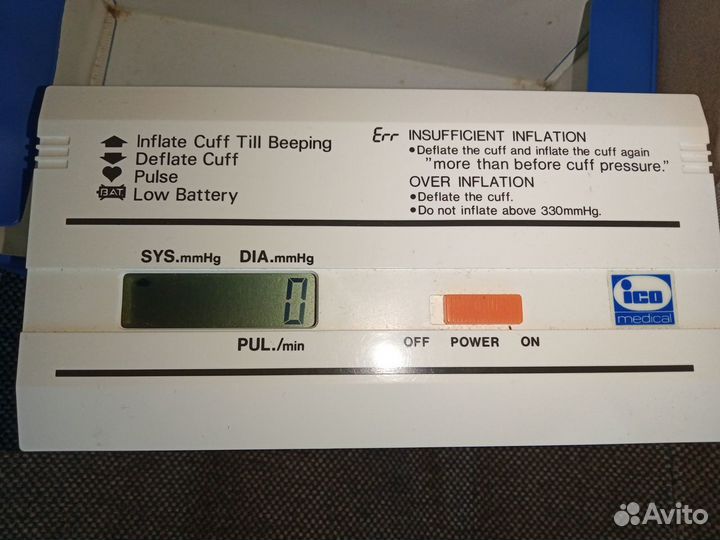 Inflate Cuff Till Beeping
Deflate Cuff
Pulse
BAT Low Battery
Err INSUFFICIENT INFLATION
•Deflate the cuff and inflate the cuff again
"more than before cuff pressure."
OVER INFLATION
•Deflate the cuff.
•Do not inflate above 330mmHg.
SYS.mmHg DIA.mmHg
0
PUL./min
OFF POWER ON
ico
medical
Avito